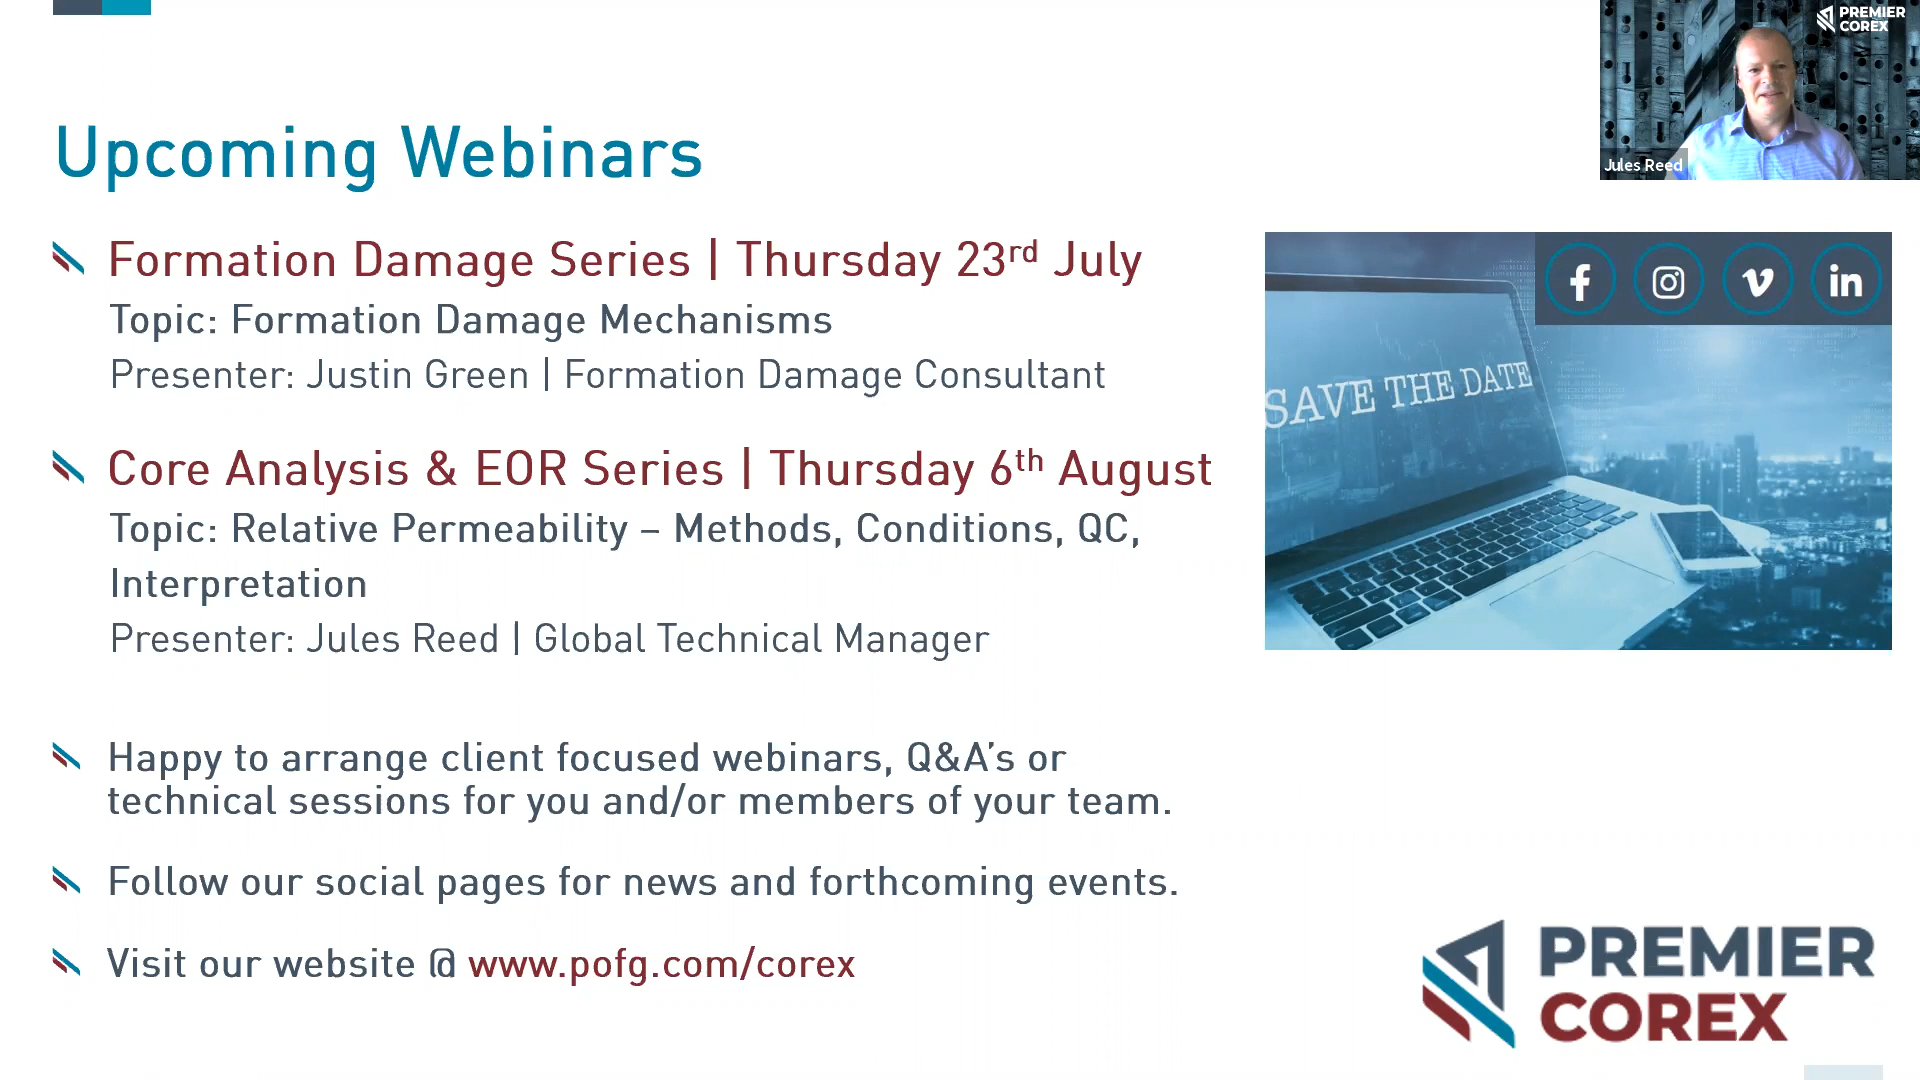 PREMIER
COREX
Jules Reed
Upcoming Webinars
Formation Damage Series | Thursday 23rd July
Topic: Formation Damage Mechanisms
Presenter: Justin Green | Formation Damage Consultant
Core Analysis & EOR Series | Thursday 6th August
Topic: Relative Permeability – Methods, Conditions, QC,
Interpretation
Presenter: Jules Reed | Global Technical Manager
SAVE THE DATE
Happy to arrange client focused webinars, Q&A’s or
technical sessions for you and/or members of your team.
Follow our social pages for news and forthcoming events.
Visit our website @ www.pofg.com/corex
PREMIER
COREX